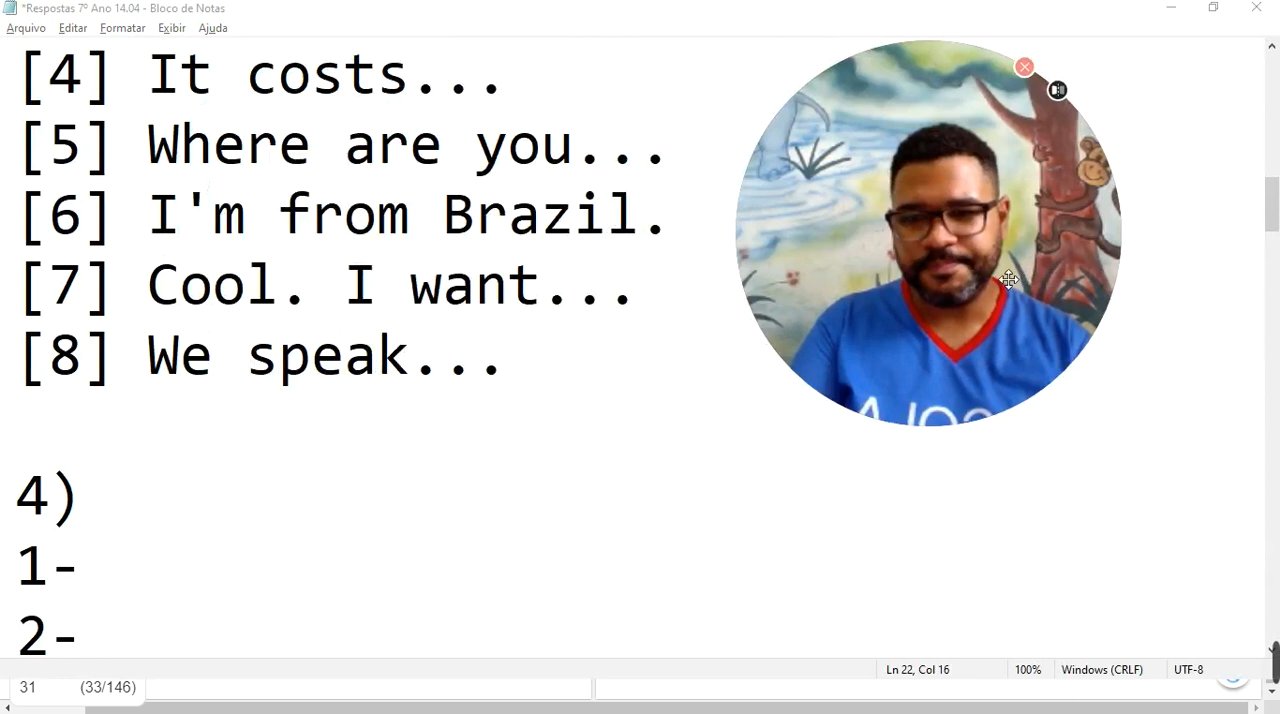 *Respostas 7º Ano 14.04 - Bloco de Notas
Arquivo Editar Formatar Exibir Ajuda
[4] It costs...
[5] Where are you...
[6] I'm from Brazil.
[7] Cool. I want...
[8] We speak...
4)
1-
2-
Ln 22, Col 16 100% Windows (CRLF) UTF-8
31 (33/146)